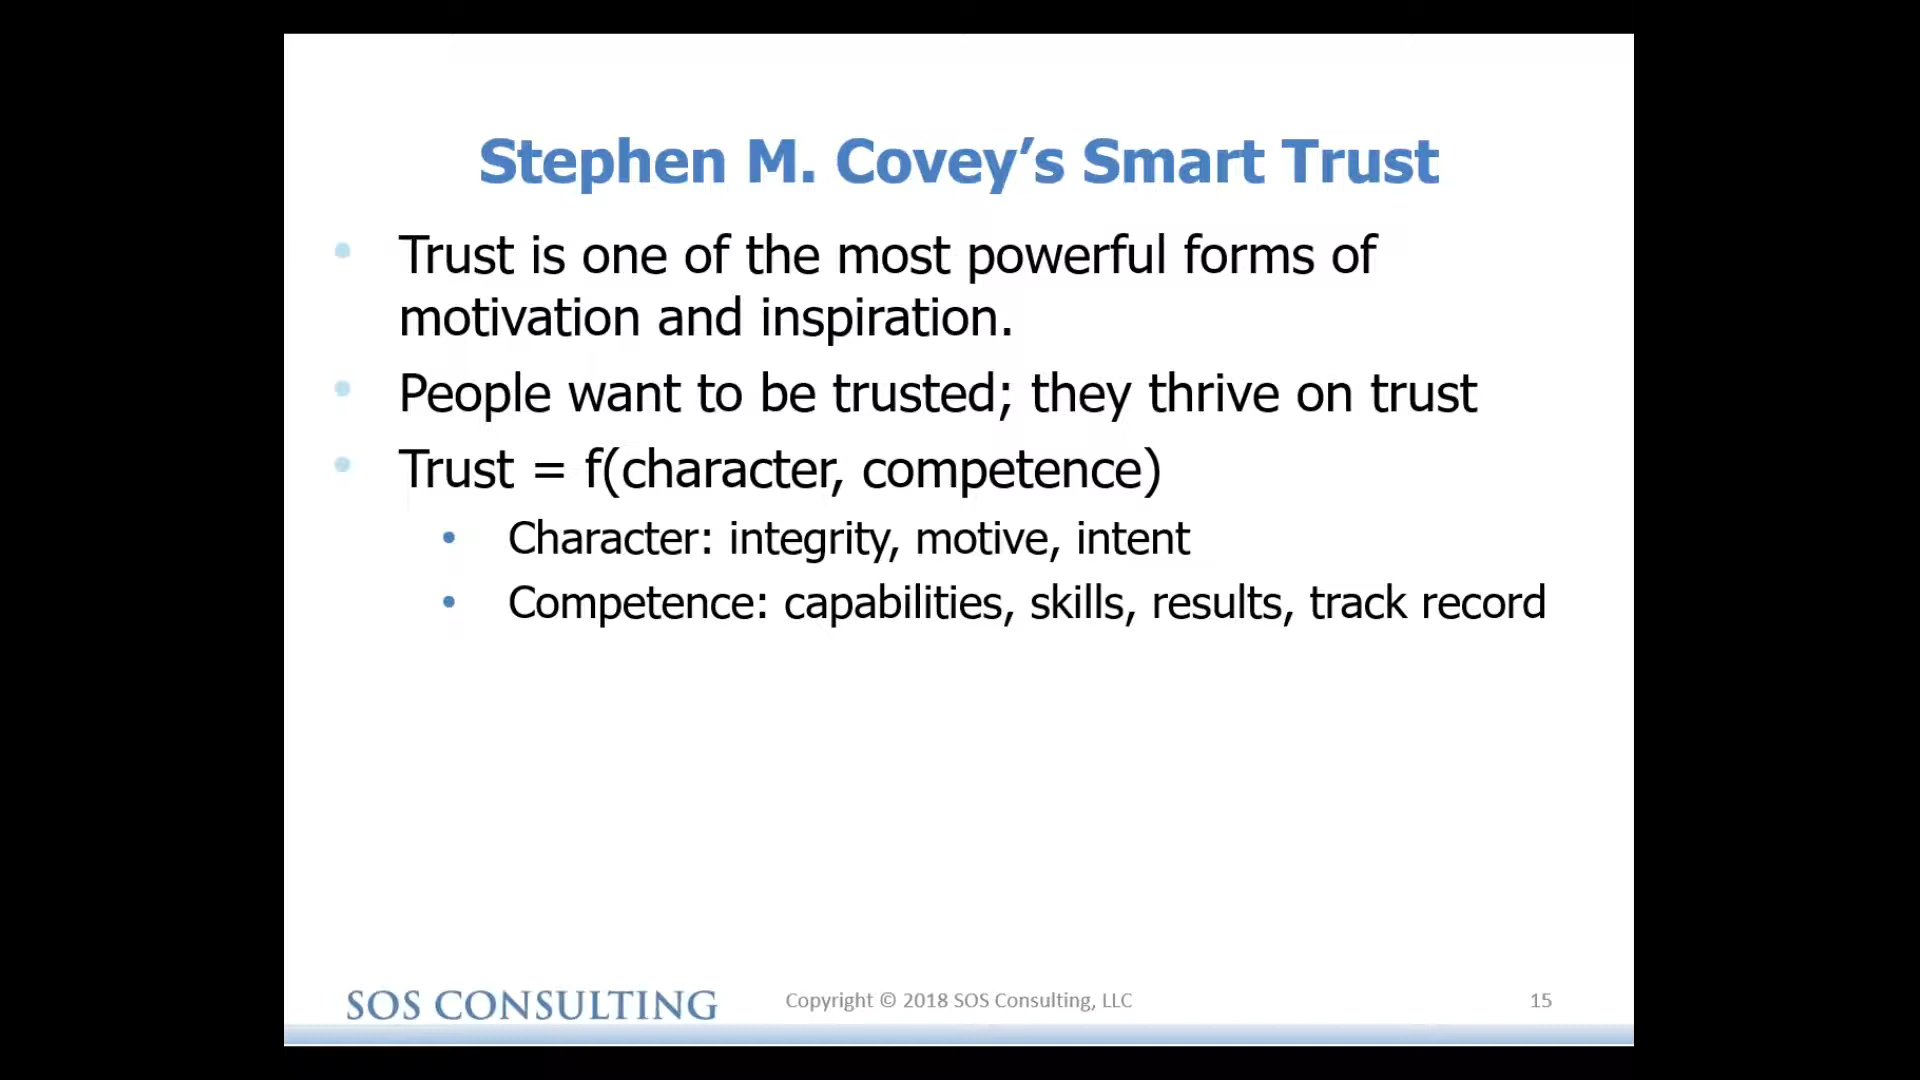 Stephen M. Covey’s Smart Trust
• Trust is one of the most powerful forms of
motivation and inspiration.
• People want to be trusted; they thrive on trust
• Trust = f(character, competence)
• Character: integrity, motive, intent
• Competence: capabilities, skills, results, track record
SOS CONSULTING
Copyright © 2018 SOS Consulting, LLC
15